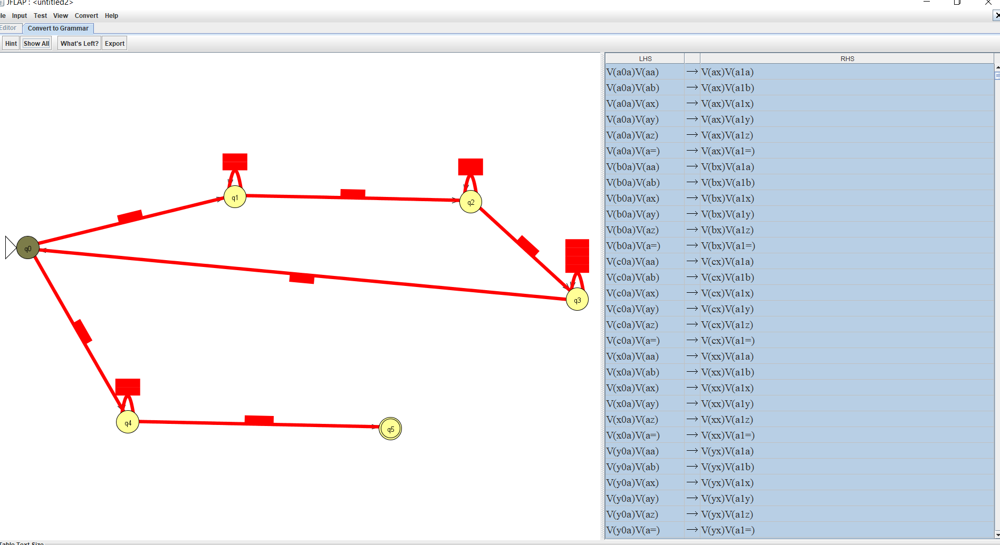 JFLAP : <untitled2>
ile Input Test View Convert Help
Editor Convert to Grammar
Hint Show All What's Left? Export
LHS RHS
V(a0a)V(aa) → V(ax)V(a1a)
V(a0a)V(ab) → V(ax)V(a1b)
V(a0a)V(ax) → V(ax)V(a1x)
V(a0a)V(ay) → V(ax)V(a1y)
V(a0a)V(az) → V(ax)V(a1z)
V(a0a)V(a=) → V(ax)V(a1=)
V(b0a)V(aa) → V(bx)V(a1a)
V(b0a)V(ab) → V(bx)V(a1b)
V(b0a)V(ax) → V(bx)V(a1x)
V(b0a)V(ay) → V(bx)V(a1y)
V(b0a)V(az) → V(bx)V(a1z)
V(b0a)V(a=) → V(bx)V(a1=)
V(c0a)V(aa) → V(cx)V(a1a)
V(c0a)V(ab) → V(cx)V(a1b)
V(c0a)V(ax) → V(cx)V(a1x)
V(c0a)V(ay) → V(cx)V(a1y)
V(c0a)V(az) → V(cx)V(a1z)
V(c0a)V(a=) → V(cx)V(a1=)
V(x0a)V(aa) → V(xx)V(a1a)
V(x0a)V(ab) → V(xx)V(a1b)
V(x0a)V(ax) → V(xx)V(a1x)
V(x0a)V(ay) → V(xx)V(a1y)
V(x0a)V(az) → V(xx)V(a1z)
V(x0a)V(a=) → V(xx)V(a1=)
V(y0a)V(aa) → V(yx)V(a1a)
V(y0a)V(ab) → V(yx)V(a1b)
V(y0a)V(ax) → V(yx)V(a1x)
V(y0a)V(ay) → V(yx)V(a1y)
V(y0a)V(az) → V(yx)V(a1z)
V(y0a)V(a=) → V(yx)V(a1=)
q1
q2
q0
q3
q4
q5
Table Text Size